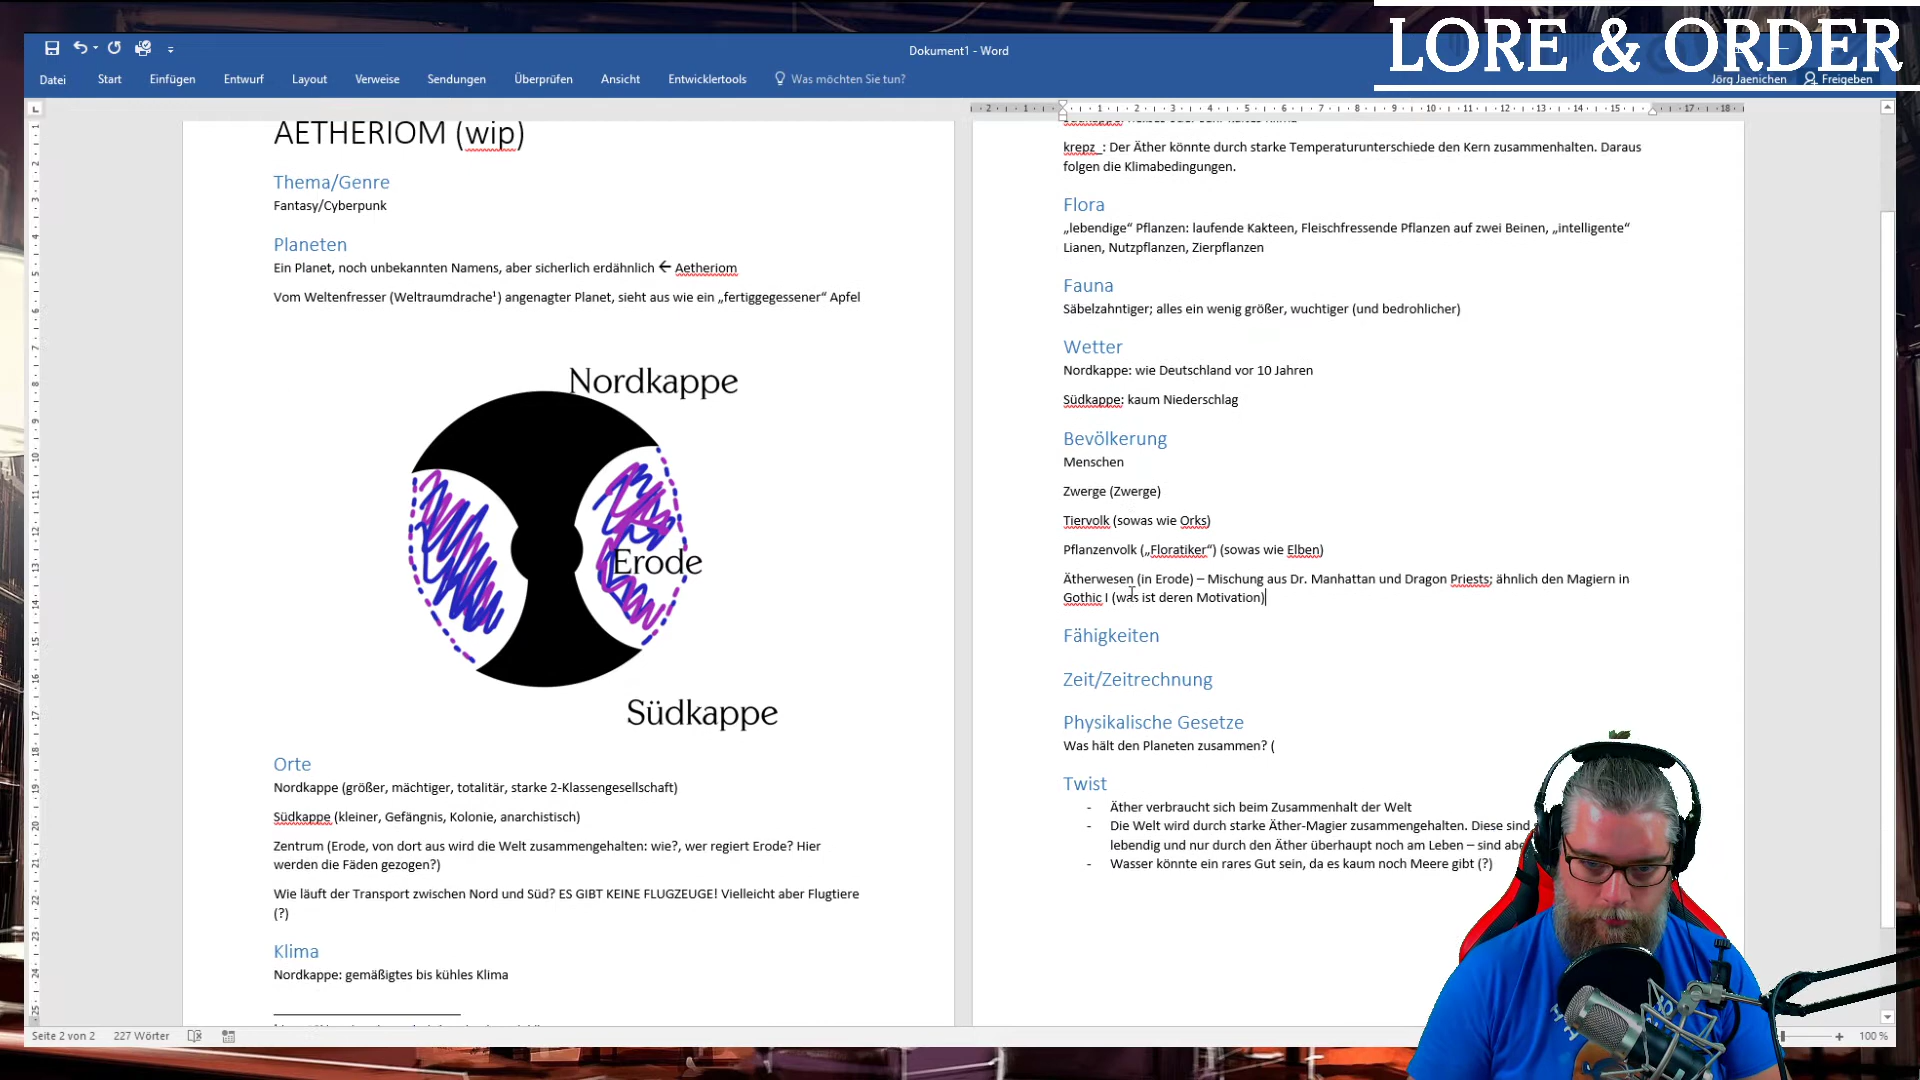 LORE & ORDER
Dokument1 - Word
Jörg Jaenichen
Freigeben
Datei Start Einfügen Entwurf Layout Verweise Sendungen Überprüfen Ansicht Entwicklertools Was möchten Sie tun?
AETHERIOM (wip)
Thema/Genre
Fantasy/Cyberpunk
Planeten
Ein Planet, noch unbekannten Namens, aber sicherlich erdähnlich ← Aetheriom
Vom Weltenfresser (Weltraumdrache¹) angenagter Planet, sieht aus wie ein „fertiggegessener“ Apfel
Nordkappe
Erode
Südkappe
Orte
Nordkappe (größer, mächtiger, totalitär, starke 2-Klassengesellschaft)
Südkappe (kleiner, Gefängnis, Kolonie, anarchistisch)
Zentrum (Erode, von dort aus wird die Welt zusammengehalten: wie?, wer regiert Erode? Hier
werden die Fäden gezogen?)
Wie läuft der Transport zwischen Nord und Süd? ES GIBT KEINE FLUGZEUGE! Vielleicht aber Flugtiere
(?)
Klima
Nordkappe: gemäßigtes bis kühles Klima
krepz_: Der Äther könnte durch starke Temperaturunterschiede den Kern zusammenhalten. Daraus
folgen die Klimabedingungen.
Flora
„lebendige“ Pflanzen: laufende Kakteen, Fleischfressende Pflanzen auf zwei Beinen, „intelligente“
Lianen, Nutzpflanzen, Zierpflanzen
Fauna
Säbelzahntiger; alles ein wenig größer, wuchtiger (und bedrohlicher)
Wetter
Nordkappe: wie Deutschland vor 10 Jahren
Südkappe: kaum Niederschlag
Bevölkerung
Menschen
Zwerge (Zwerge)
Tiervolk (sowas wie Orks)
Pflanzenvolk („Floratiker“) (sowas wie Elben)
Ätherwesen (in Erode) – Mischung aus Dr. Manhattan und Dragon Priests; ähnlich den Magiern in
Gothic I (was ist deren Motivation)
Fähigkeiten
Zeit/Zeitrechnung
Physikalische Gesetze
Was hält den Planeten zusammen? (
Twist
- Äther verbraucht sich beim Zusammenhalt der Welt
- Die Welt wird durch starke Äther-Magier zusammengehalten. Diese sind
lebendig und nur durch den Äther überhaupt noch am Leben – sind
- Wasser könnte ein rares Gut sein, da es kaum noch Meere gibt (?)
Seite 2 von 2 227 Wörter
100 %